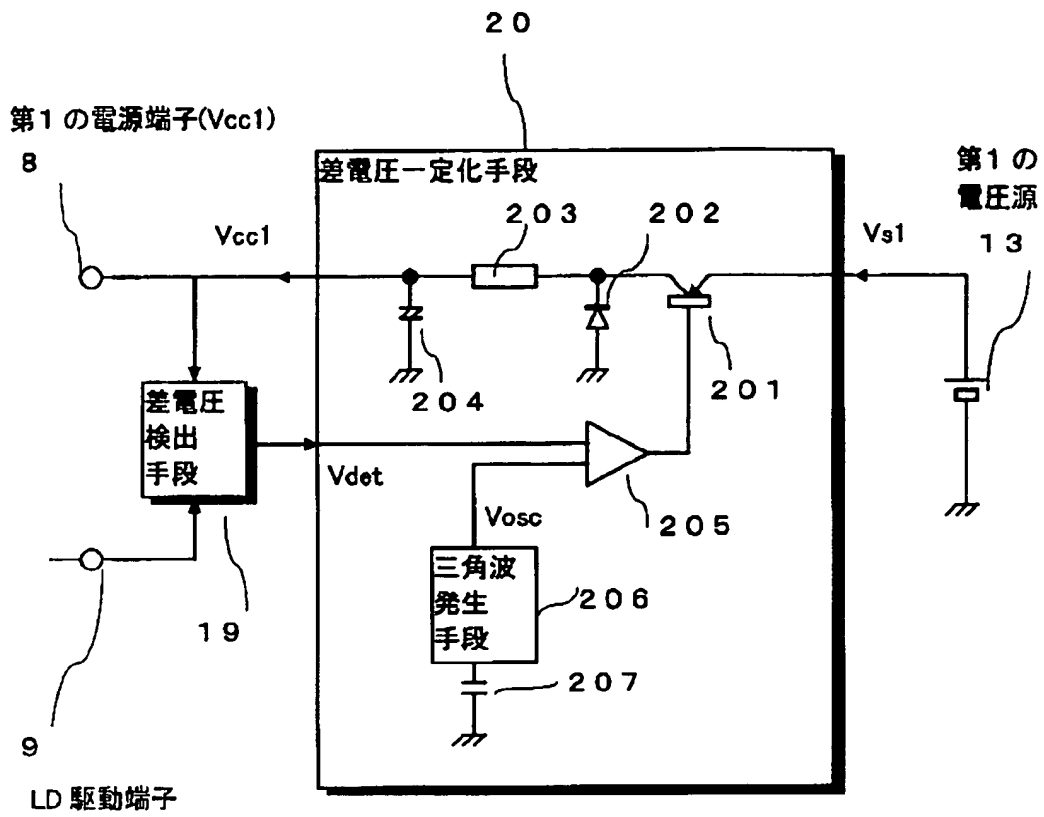 ２０
第１の電源端子(Vcc1)
８
差電圧一定化手段
第１の
電圧源
１３
２０３
２０２
Vcc1
Vs1
２０１
２０４
差電圧
検出
手段
Vdet
２０５
Vosc
三角波
発生
手段
２０６
１９
２０７
９
LD 駆動端子